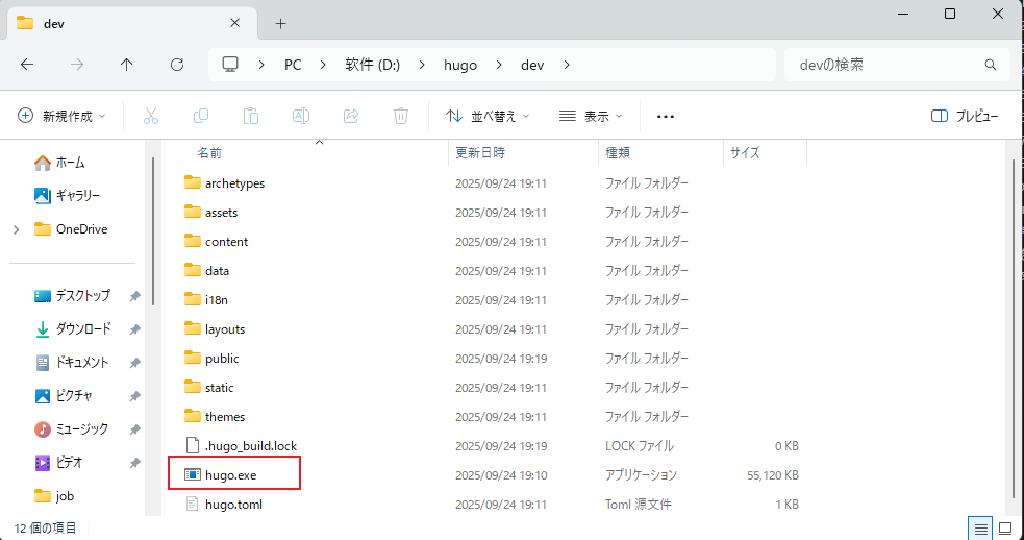 dev
PC 软件 (D:) hugo dev
devの検索
新規作成 並べ替え 表示 プレビュー
名前 更新日時 種類 サイズ
ホーム
ギャラリー
OneDrive
デスクトップ
ダウンロード
ドキュメント
ピクチャ
ミュージック
ビデオ
job
archetypes 2025/09/24 19:11 ファイル フォルダー
assets 2025/09/24 19:11 ファイル フォルダー
content 2025/09/24 19:11 ファイル フォルダー
data 2025/09/24 19:11 ファイル フォルダー
i18n 2025/09/24 19:11 ファイル フォルダー
layouts 2025/09/24 19:11 ファイル フォルダー
public 2025/09/24 19:19 ファイル フォルダー
static 2025/09/24 19:11 ファイル フォルダー
themes 2025/09/24 19:11 ファイル フォルダー
.hugo_build.lock 2025/09/24 19:19 LOCK ファイル 0 KB
hugo.exe 2025/09/24 19:10 アプリケーション 55,120 KB
hugo.toml 2025/09/24 19:11 Toml 源文件 1 KB
12 個の項目